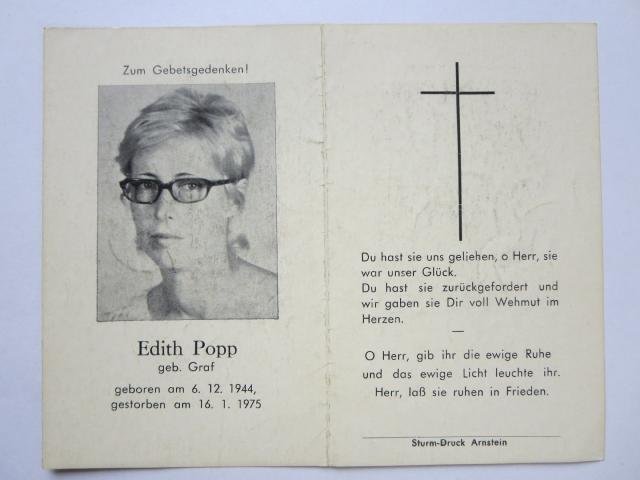 Zum Gebetsgedenken!
Edith Popp
geb. Graf
geboren am 6. 12. 1944,
gestorben am 16. 1. 1975
Du hast sie uns geliehen, o Herr, sie
war unser Glück.
Du hast sie zurückgefordert und
wir gaben sie Dir voll Wehmut im
Herzen.
—
O Herr, gib ihr die ewige Ruhe
und das ewige Licht leuchte ihr.
Herr, laß sie ruhen in Frieden.
Sturm-Druck Arnstein